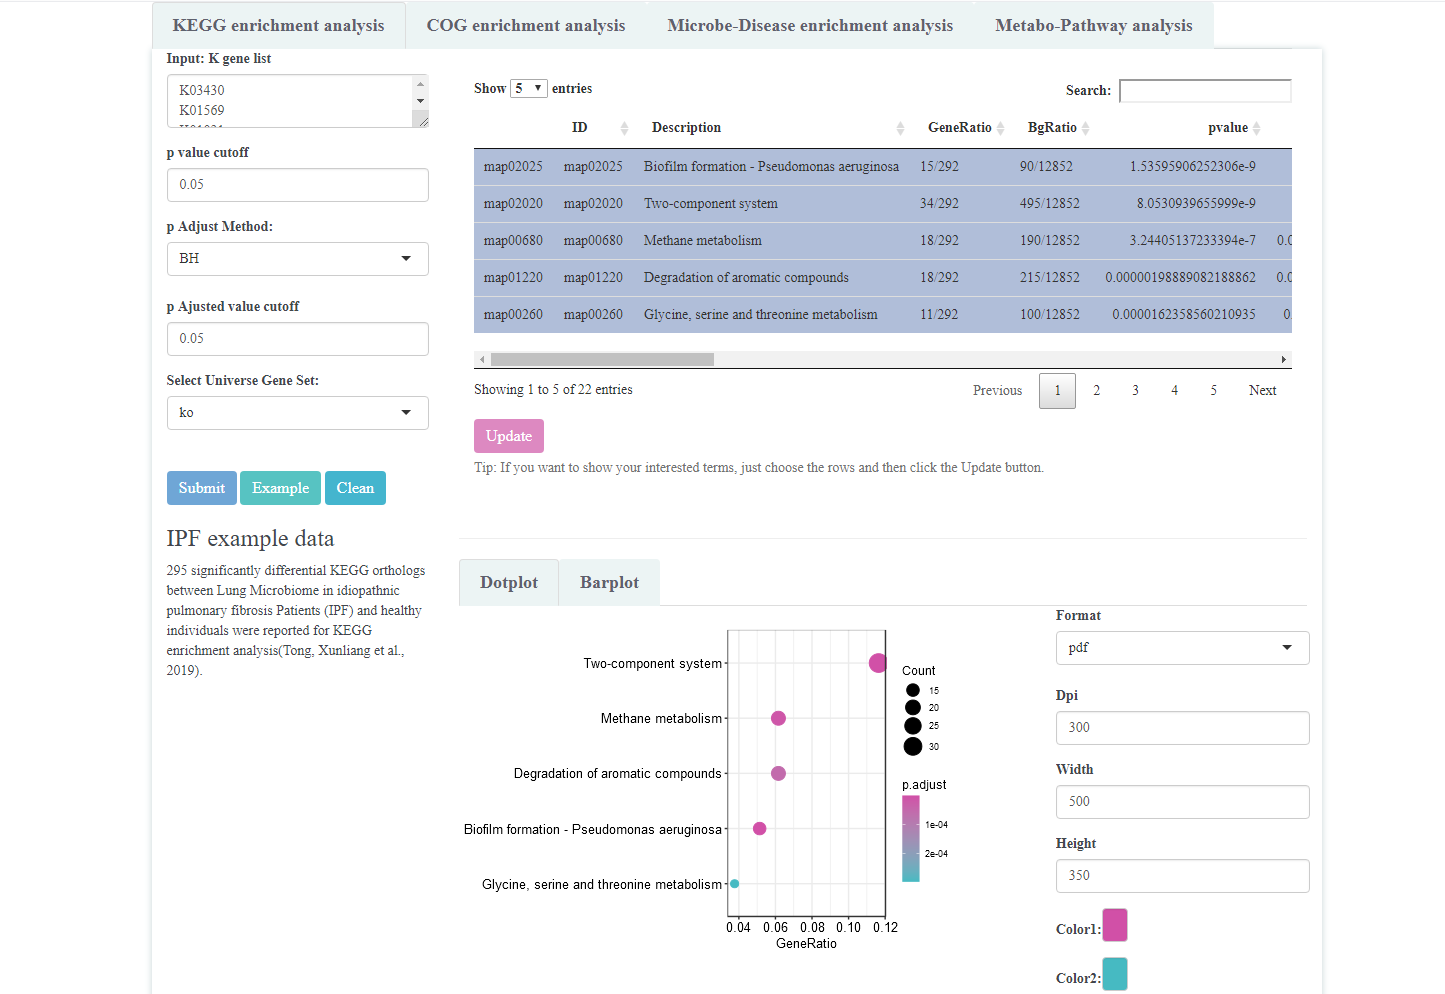 KEGG enrichment analysis COG enrichment analysis Microbe-Disease enrichment analysis Metabo-Pathway analysis
Input: K gene list
K03430
K01569
p value cutoff
0.05
p Adjust Method:
BH
p Ajusted value cutoff
0.05
Select Universe Gene Set:
ko
Submit Example Clean
IPF example data
295 significantly differential KEGG orthologs
between Lung Microbiome in idiopathnic
pulmonary fibrosis Patients (IPF) and healthy
individuals were reported for KEGG
enrichment analysis(Tong, Xunliang et al.,
2019).
Show 5 entries
Search:
ID Description GeneRatio BgRatio pvalue
map02025 map02025 Biofilm formation - Pseudomonas aeruginosa 15/292 90/12852 1.53595906252306e-9
map02020 map02020 Two-component system 34/292 495/12852 8.0530939655999e-9
map00680 map00680 Methane metabolism 18/292 190/12852 3.24405137233394e-7 0.0
map01220 map01220 Degradation of aromatic compounds 18/292 215/12852 0.00000198889082188862 0.0
map00260 map00260 Glycine, serine and threonine metabolism 11/292 100/12852 0.0000162358560210935 0
Showing 1 to 5 of 22 entries
Previous 1 2 3 4 5 Next
Update
Tip: If you want to show your interested terms, just choose the rows and then click the Update button.
Dotplot Barplot
Two-component system
Methane metabolism
Degradation of aromatic compounds
Biofilm formation - Pseudomonas aeruginosa
Glycine, serine and threonine metabolism
0.04 0.06 0.08 0.10 0.12
GeneRatio
Count
15
20
25
30
p.adjust
1e-04
2e-04
Format
pdf
Dpi
300
Width
500
Height
350
Color1:
Color2: